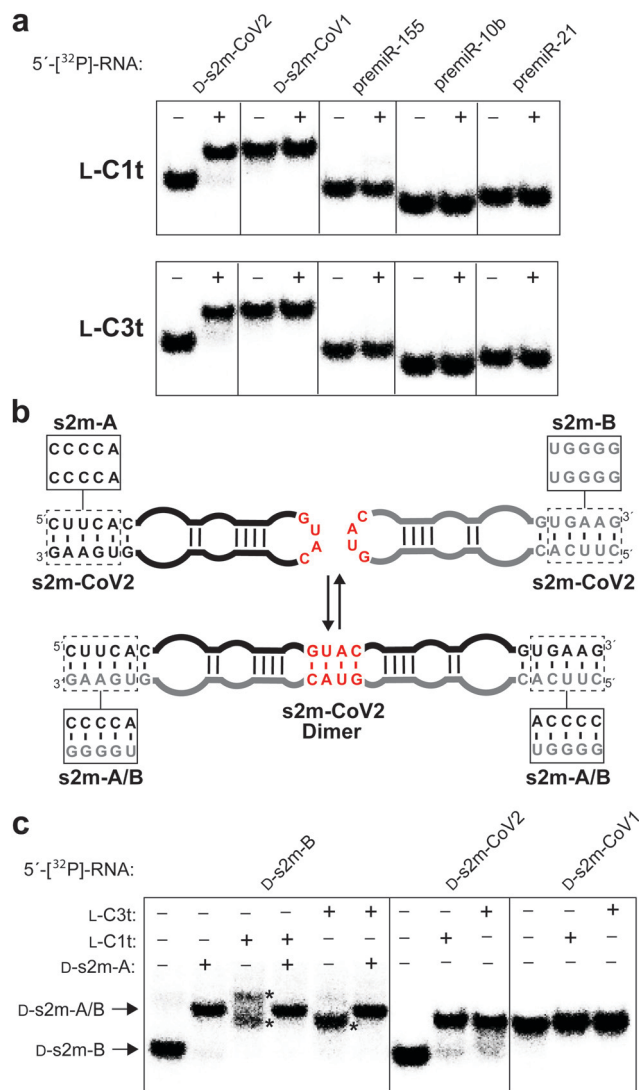 a
5´-[³²P]-RNA: D-s2m-CoV2 D-s2m-CoV1 premiR-155 premiR-10b premiR-21
– + – + – + – + – +
L-C1t
– + – + – + – + – +
L-C3t
b
s2m-A s2m-B
CCCCA UGGGG
CCCCA UGGGG
5´ CUUCAC GUAC CAUG GUGAAG 3´
3´ GAAGUG CACUUC 5´
s2m-CoV2 s2m-CoV2
5´ CUUCAC GUAC GUGAAG 3´
3´ GAAGUG CAUG CACUUC 5´
s2m-CoV2
Dimer
CCCCA ACCCC
GGGGU UGGGG
s2m-A/B s2m-A/B
c
5´-[³²P]-RNA: D-s2m-B D-s2m-CoV2 D-s2m-CoV1
L-C3t: – – – – + + – – + – – +
L-C1t: – – + + – – – + – – + –
D-s2m-A: – + – + – + – – – – – –
D-s2m-A/B * * *
D-s2m-B